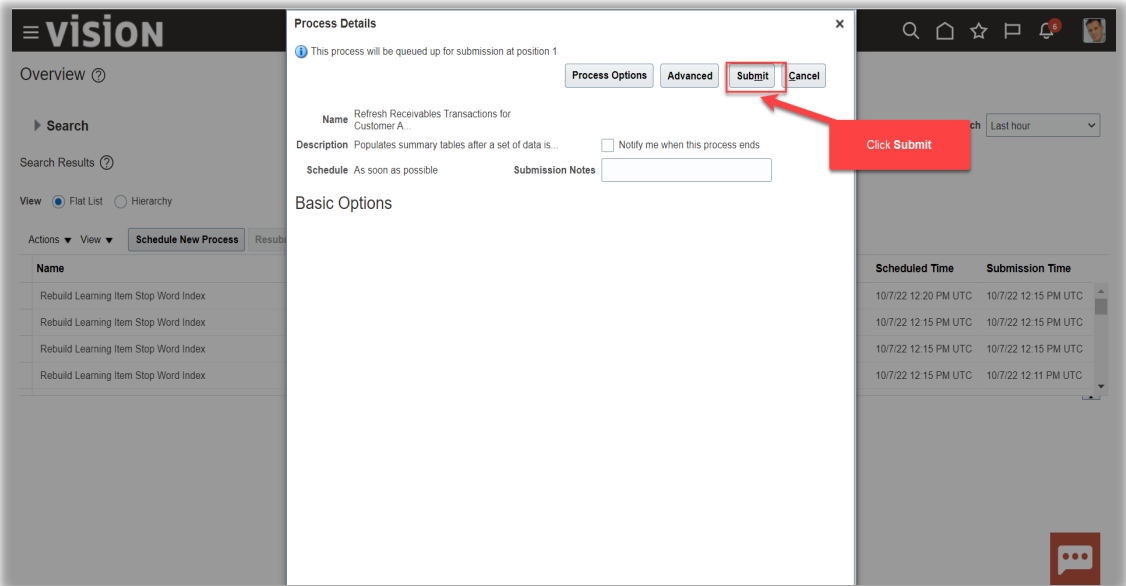 vision
Process Details
This process will be queued up for submission at position 1
Process Options Advanced Submit Cancel
6
Overview
Name Refresh Receivables Transactions for
Customer A...
Search
ch Last hour
Description Populates summary tables after a set of data is... Notify me when this process ends
Click Submit
Search Results
Schedule As soon as possible Submission Notes
View Flat List Hierarchy
Basic Options
Actions View Schedule New Process Resub
Name Scheduled Time Submission Time
Rebuild Learning Item Stop Word Index 10/7/22 12:20 PM UTC 10/7/22 12:15 PM UTC
Rebuild Learning Item Stop Word Index 10/7/22 12:15 PM UTC 10/7/22 12:15 PM UTC
Rebuild Learning Item Stop Word Index 10/7/22 12:15 PM UTC 10/7/22 12:15 PM UTC
Rebuild Learning Item Stop Word Index 10/7/22 12:15 PM UTC 10/7/22 12:11 PM UTC